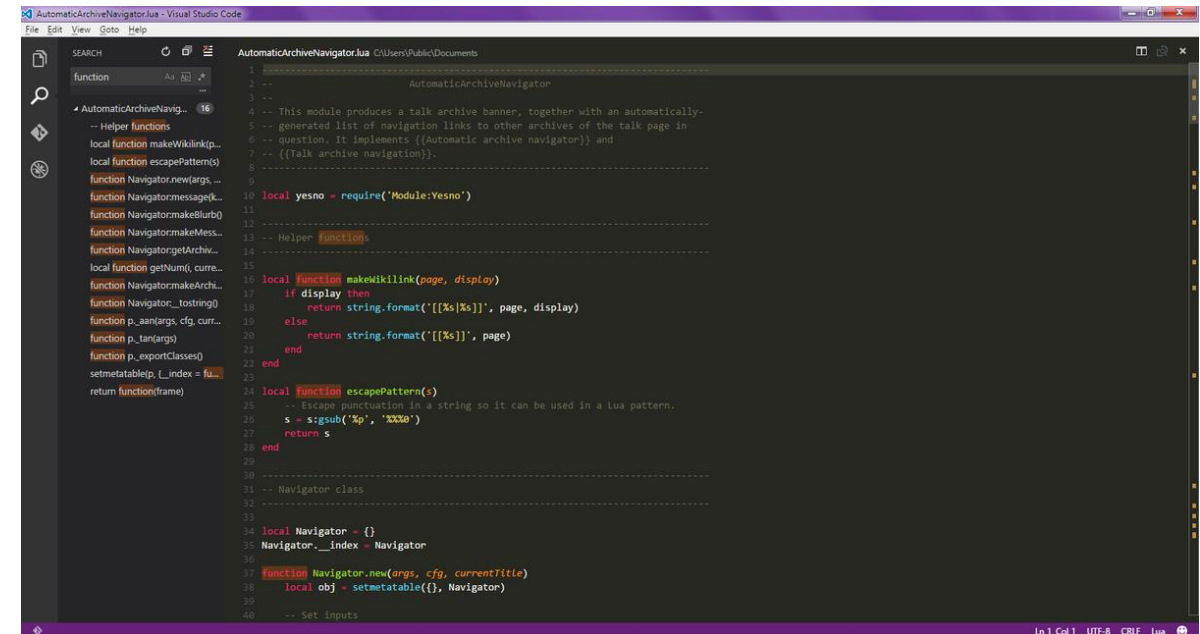 AutomaticArchiveNavigator.lua - Visual Studio Code
File Edit View Goto Help
SEARCH
function
Aa Ab| .*
...
AutomaticArchiveNavig... 16
-- Helper functions
local function makeWikilink(p...
local function escapePattern(s)
function Navigator.new(args, ...
function Navigator:message(k...
function Navigator:makeBlurb()
function Navigator:makeMess...
function Navigator:getArchiv...
local function getNum(i, curre...
function Navigator:makeArchi...
function Navigator:__tostring()
function p._aan(args, cfg, curr...
function p._tan(args)
function p._exportClasses()
setmetatable(p, {__index = fu...
return function(frame)
AutomaticArchiveNavigator.lua C:\Users\Public\Documents
1 ------------------------------------------------------------------------------
2 -- AutomaticArchiveNavigator
3 --
4 -- This module produces a talk archive banner, together with an automatically-
5 -- generated list of navigation links to other archives of the talk page in
6 -- question. It implements {{Automatic archive navigator}} and
7 -- {{Talk archive navigation}}.
8 ------------------------------------------------------------------------------
9
10 local yesno = require('Module:Yesno')
11
12 ------------------------------------------------------------------------------
13 -- Helper functions
14 ------------------------------------------------------------------------------
15
16 local function makeWikilink(page, display)
17 if display then
18 return string.format('[[%s|%s]]', page, display)
19 else
20 return string.format('[[%s]]', page)
21 end
22 end
23
24 local function escapePattern(s)
25 -- Escape punctuation in a string so it can be used in a Lua pattern.
26 s = s:gsub('%p', '%%%0')
27 return s
28 end
29
30 ------------------------------------------------------------------------------
31 -- Navigator class
32 ------------------------------------------------------------------------------
33
34 local Navigator = {}
35 Navigator.__index = Navigator
36
37 function Navigator.new(args, cfg, currentTitle)
38 local obj = setmetatable({}, Navigator)
39
40 -- Set inputs
Ln 1, Col 1 UTF-8 CRLF Lua